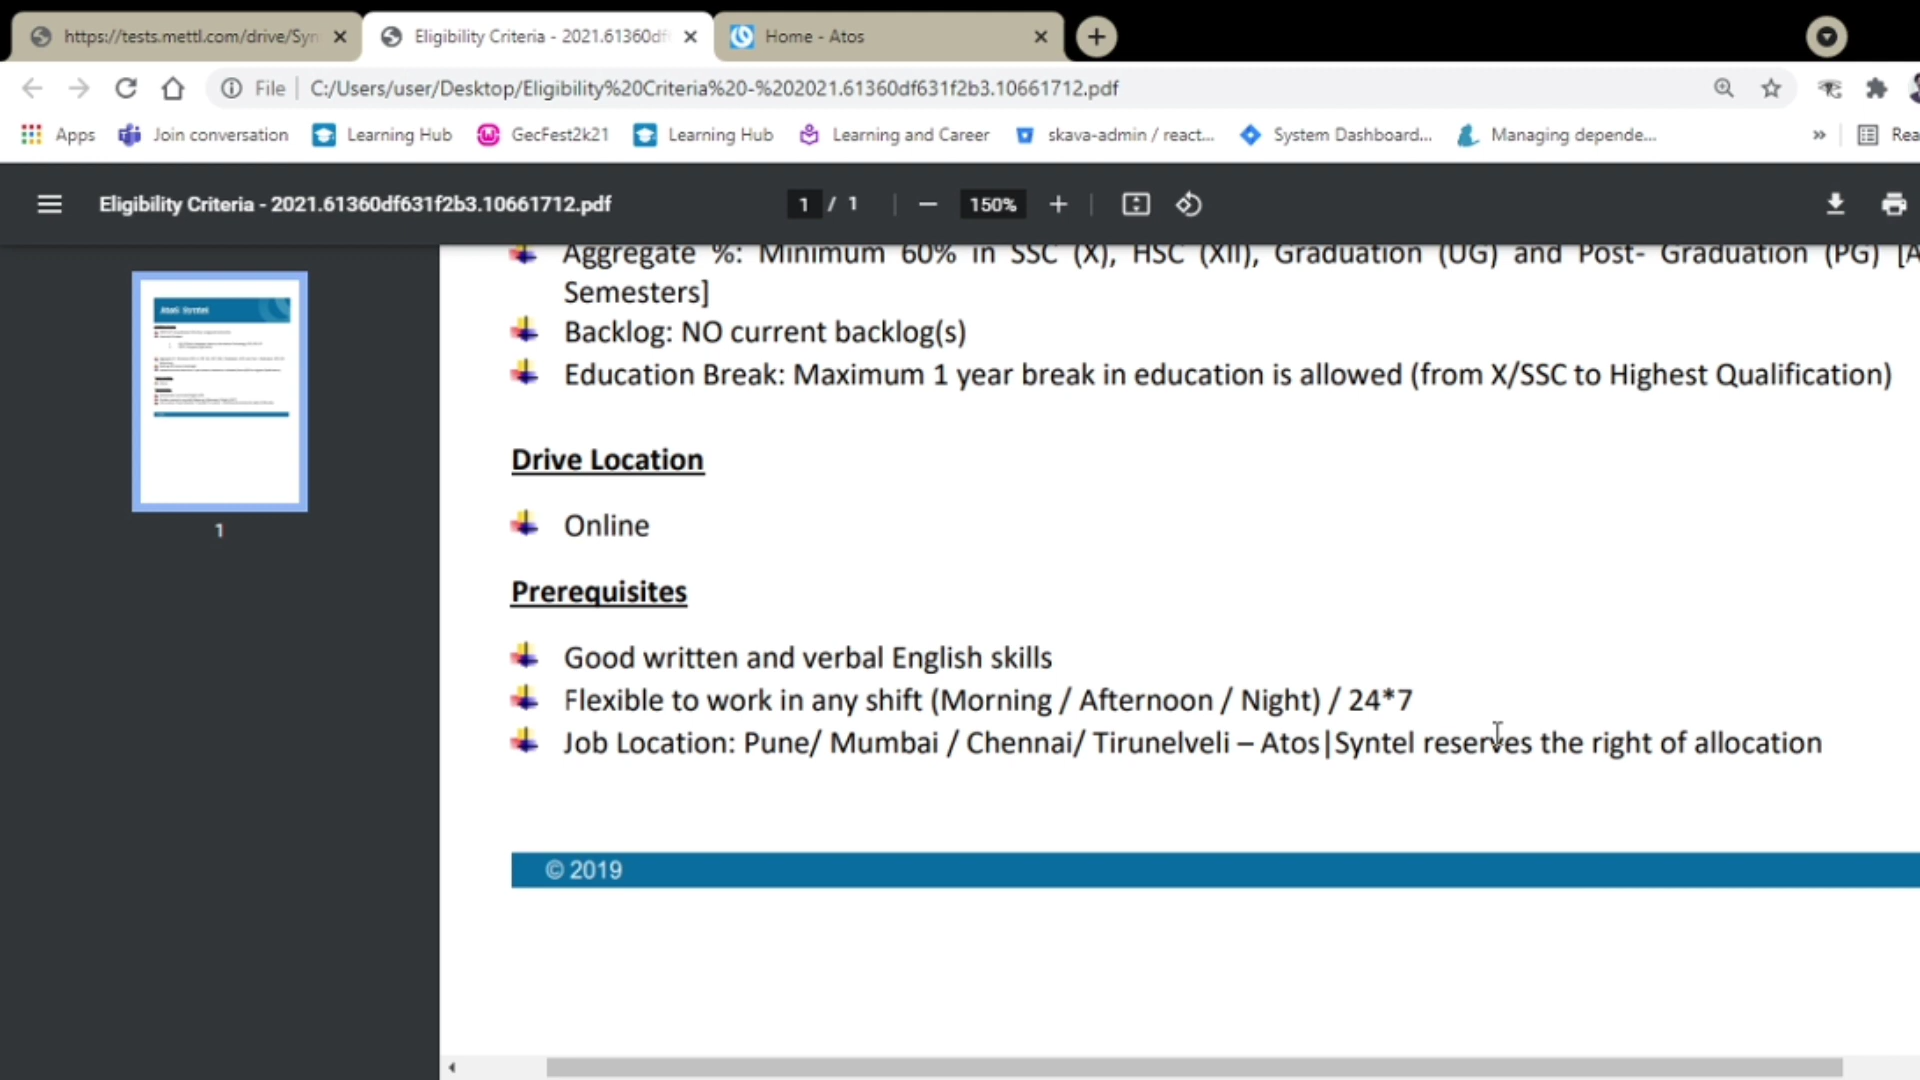 https://tests.mettl.com/drive/Syn
Eligibility Criteria - 2021.61360df
Home - Atos
File
C:/Users/user/Desktop/Eligibility%20Criteria%20-%202021.61360df631f2b3.10661712.pdf
Apps
Join conversation
Learning Hub
GecFest2k21
Learning Hub
Learning and Career
skava-admin / react...
System Dashboard...
Managing depende...
»
Rea
Eligibility Criteria - 2021.61360df631f2b3.10661712.pdf
1 / 1
150%
Aggregate %: Minimum 60% in SSC (X), HSC (XII), Graduation (UG) and Post- Graduation (PG) [A
Semesters]
Backlog: NO current backlog(s)
Education Break: Maximum 1 year break in education is allowed (from X/SSC to Highest Qualification)
Drive Location
Online
Prerequisites
Good written and verbal English skills
Flexible to work in any shift (Morning / Afternoon / Night) / 24*7
Job Location: Pune/ Mumbai / Chennai/ Tirunelveli – Atos|Syntel reserves the right of allocation
© 2019
Atos Syntel
1